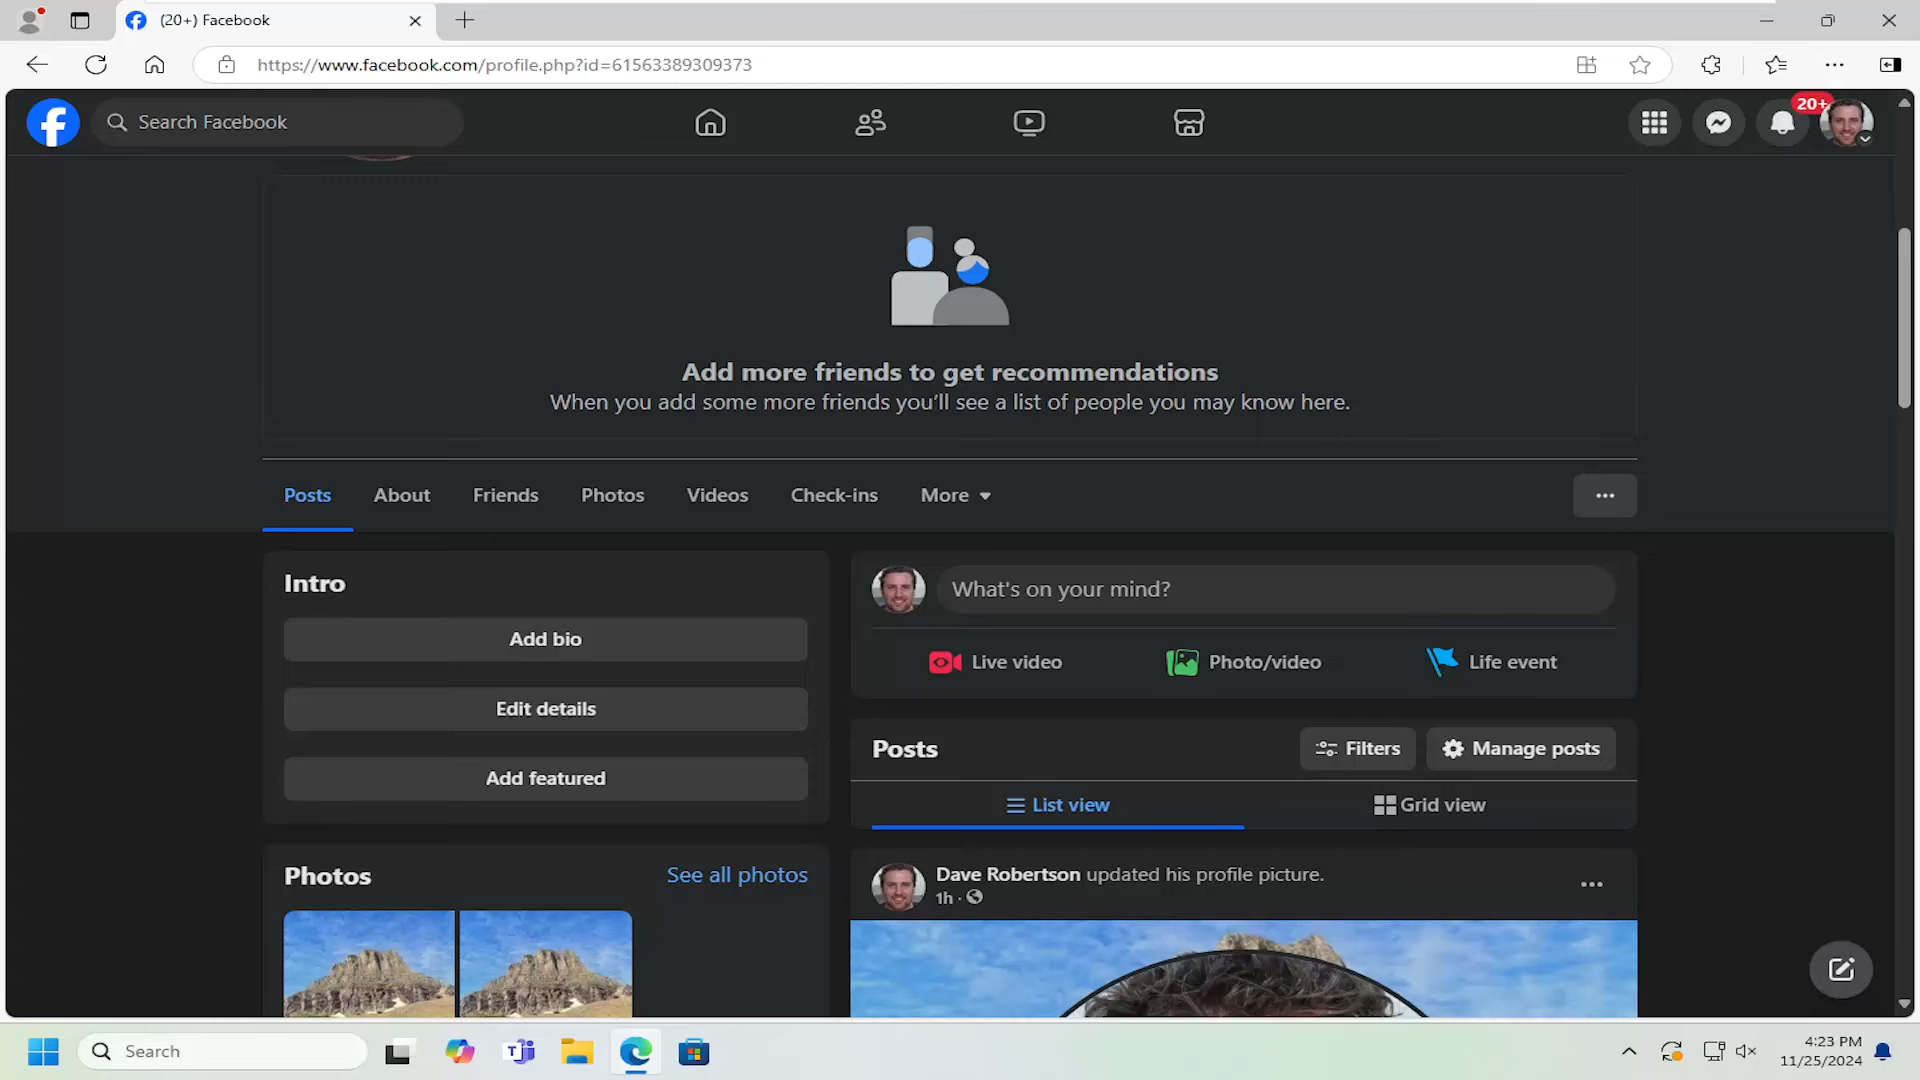 (20+) Facebook
https://www.facebook.com/profile.php?id=61563389309373
Search Facebook
20+
Add more friends to get recommendations
When you add some more friends you'll see a list of people you may know here.
Posts About Friends Photos Videos Check-ins More
Intro
Add bio
Edit details
Add featured
Photos See all photos
What's on your mind?
Live video Photo/video Life event
Posts Filters Manage posts
List view Grid view
Dave Robertson updated his profile picture.
1h ·
Search
4:23 PM
11/25/2024